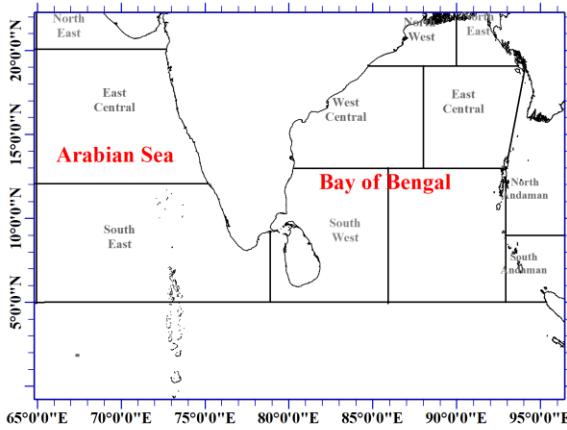 North
East
North
West
North
East
20°0'0"N
East
Central
West
Central
East
Central
15°0'0"N
Arabian Sea
Bay of Bengal
North
Andaman
10°0'0"N
South
East
South
West
South
Andaman
5°0'0"N
65°0'0"E 70°0'0"E 75°0'0"E 80°0'0"E 85°0'0"E 90°0'0"E 95°0'0"E